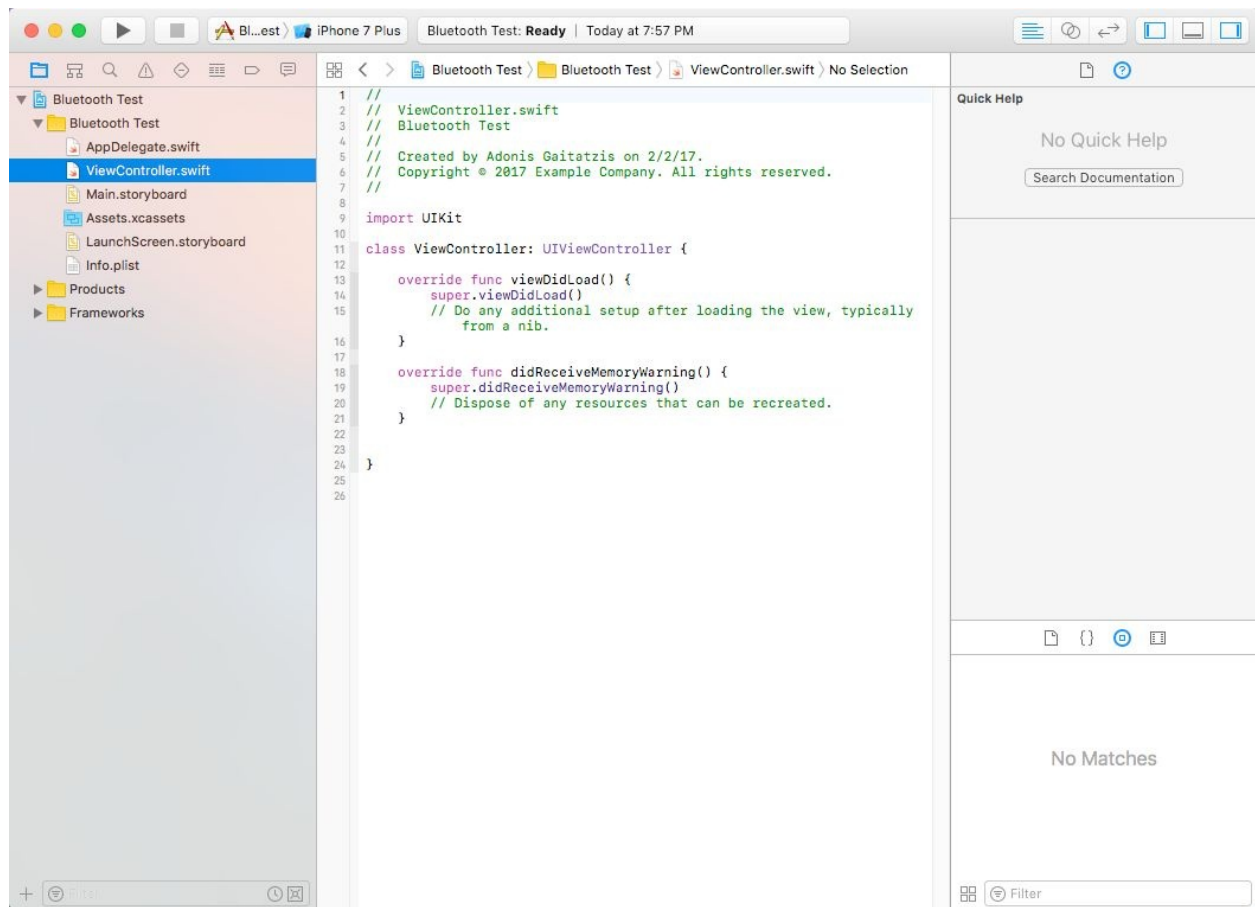 Bl...est 〉 iPhone 7 Plus
Bluetooth Test: Ready | Today at 7:57 PM
Bluetooth Test
Bluetooth Test
AppDelegate.swift
ViewController.swift
Main.storyboard
Assets.xcassets
LaunchScreen.storyboard
Info.plist
Products
Frameworks
Filter
Bluetooth Test 〉 Bluetooth Test 〉 ViewController.swift 〉 No Selection
1 //
2 //  ViewController.swift
3 //  Bluetooth Test
4 //
5 //  Created by Adonis Gaitatzis on 2/2/17.
6 //  Copyright © 2017 Example Company. All rights reserved.
7 //
8
9 import UIKit
10
11 class ViewController: UIViewController {
12
13     override func viewDidLoad() {
14         super.viewDidLoad()
15         // Do any additional setup after loading the view, typically
            from a nib.
16     }
17
18     override func didReceiveMemoryWarning() {
19         super.didReceiveMemoryWarning()
20         // Dispose of any resources that can be recreated.
21     }
22
23
24 }
25
26
Quick Help
No Quick Help
Search Documentation
{}
No Matches
Filter